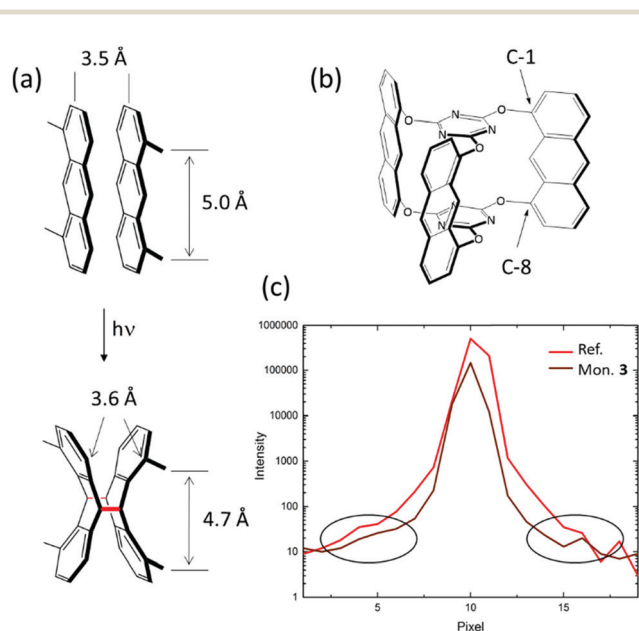 (a)
3.5 Å
5.0 Å
hν
3.6 Å
4.7 Å
(b)
C-1
O
N
N
O
N
O
O
N
N
O
N
O
C-8
(c)
1000000
100000
10000
1000
100
10
1
Intensity
5
10
15
Pixel
Ref.
Mon. 3